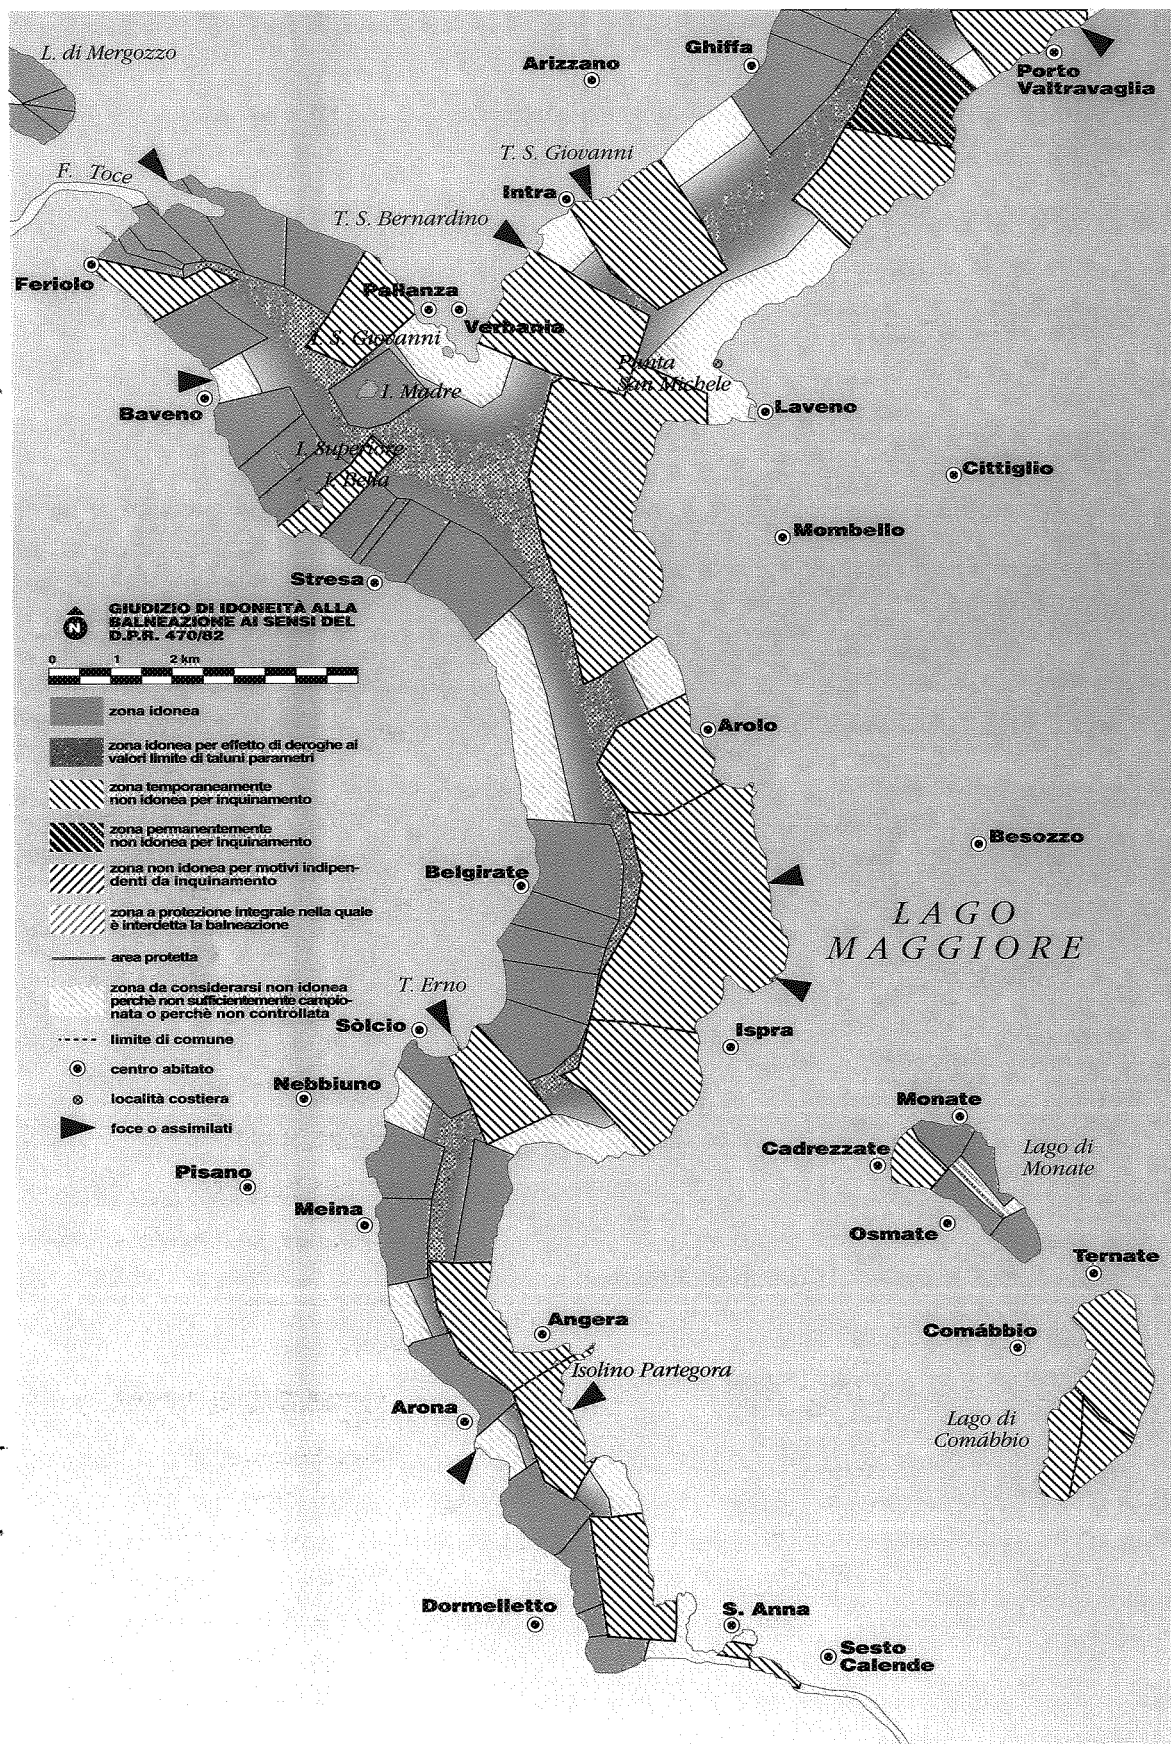 L. di Mergozzo
Ghiffa
Arizzano
Porto
Valtravaglia
T. S. Giovanni
F. Toce
Intra
T. S. Bernardino
Feriolo
Pallanza
Verbania
I. S. Giovanni
Punta
San Michele
I. Madre
Baveno
Laveno
I. Superiore
I. Bella
Cittiglio
Mombello
Stresa
GIUDIZIO DI IDONEITÀ ALLA
BALNEAZIONE AI SENSI DEL
D.P.R. 470/82
N
0 1 2 km
zona idonea
zona idonea per effetto di deroghe ai
valori limite di taluni parametri
zona temporaneamente
non idonea per inquinamento
zona permanentemente
non idonea per inquinamento
zona non idonea per motivi indipen-
denti da inquinamento
zona a protezione integrale nella quale
è interdetta la balneazione
area protetta
zona da considerarsi non idonea
perchè non sufficientemente campio-
nata o perchè non controllata
limite di comune
centro abitato
località costiera
foce o assimilati
Arolo
Besozzo
Belgirate
LAGO
MAGGIORE
T. Erno
Sòlcio
Ispra
Nebbiuno
Monate
Cadrezzate
Lago di
Monate
Pisano
Meina
Osmate
Ternate
Angera
Comábbio
Isolino Partegora
Arona
Lago di
Comábbio
Dormelletto
S. Anna
Sesto
Calende